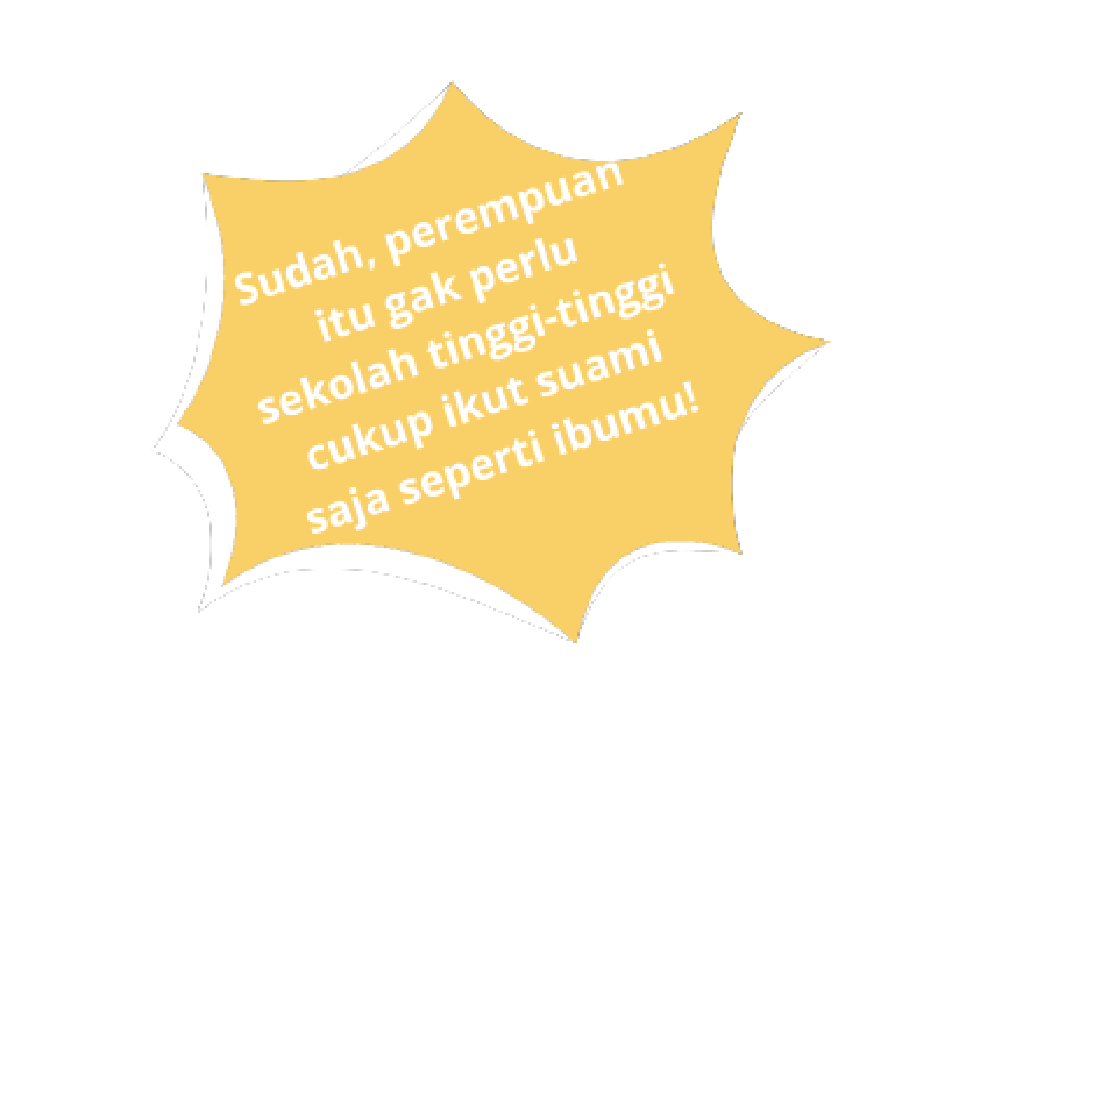 Sudah, perempuan
itu gak perlu
sekolah tinggi-tinggi
cukup ikut suami
saja seperti ibumu!